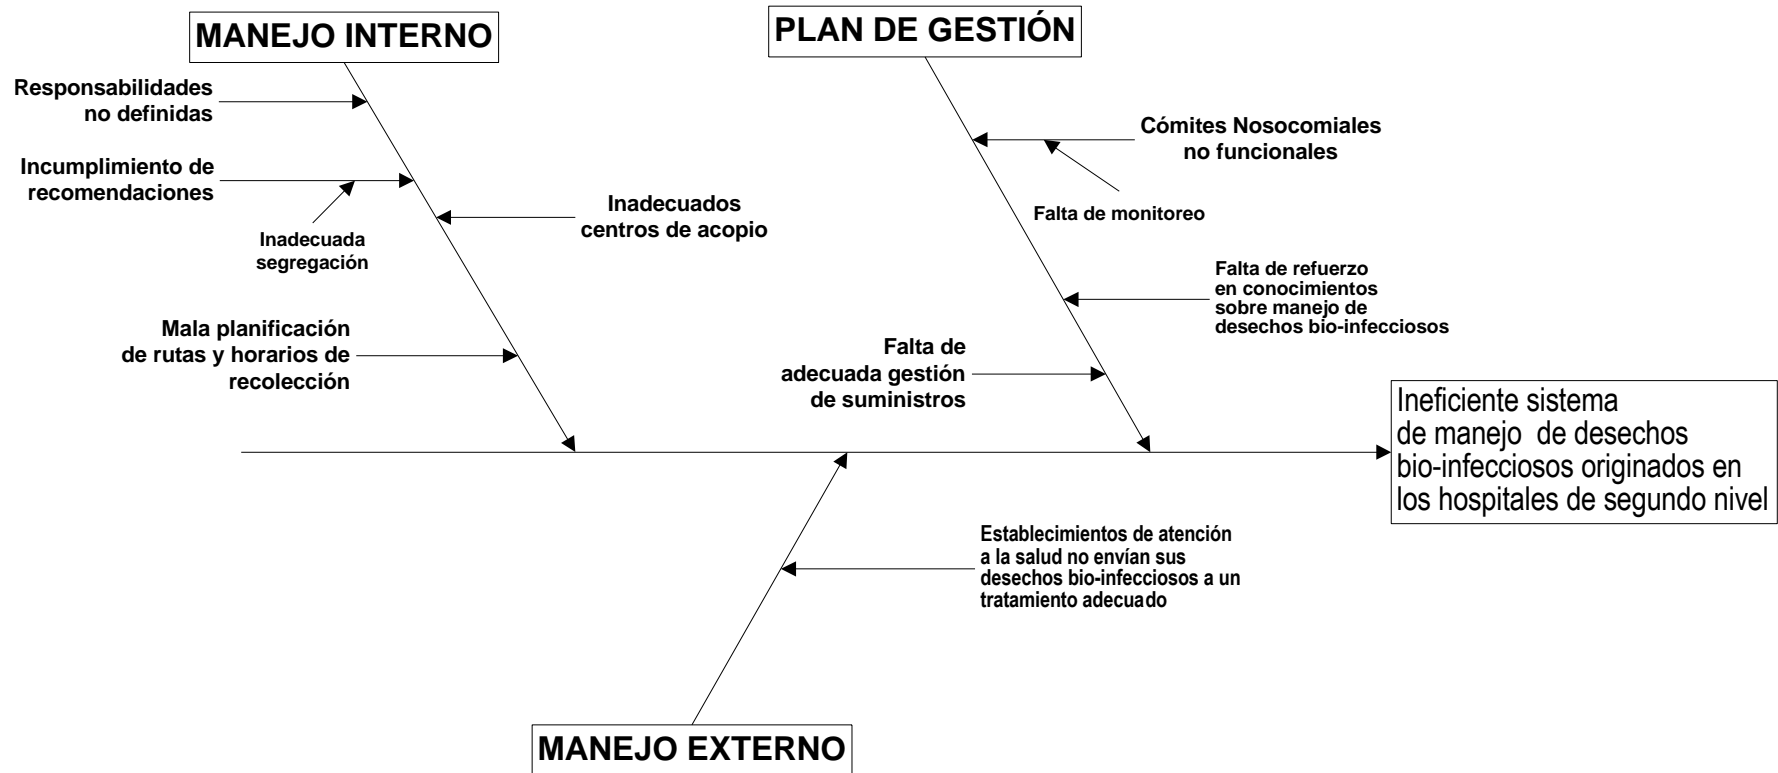 MANEJO INTERNO
PLAN DE GESTIÓN
Responsabilidades
no definidas
Incumplimiento de
recomendaciones
Inadecuada
segregación
Inadecuados
centros de acopio
Mala planificación
de rutas y horarios de
recolección
Cómites Nosocomiales
no funcionales
Falta de monitoreo
Falta de refuerzo
en conocimientos
sobre manejo de
desechos bio-infecciosos
Falta de
adecuada gestión
de suministros
Ineficiente sistema
de manejo de desechos
bio-infecciosos originados en
los hospitales de segundo nivel
Establecimientos de atención
a la salud no envían sus
desechos bio-infecciosos a un
tratamiento adecuado
MANEJO EXTERNO